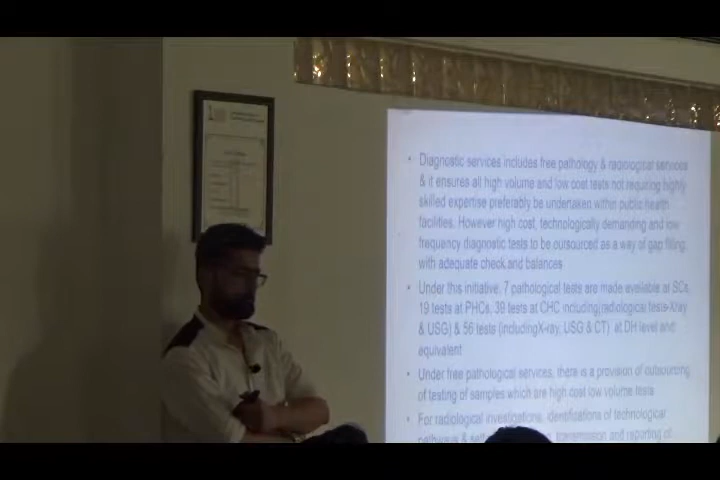 • Diagnostic services includes free pathology & radiological services
& it ensures all high volume and low cost tests not requiring highly
skilled expertise preferably be undertaken within public health
facilities. However high cost, technologically demanding and low
frequency diagnostic tests to be outsourced as a way of gap filling,
with adequate check and balances
• Under this initiative, 7 pathological tests are made available at SCs,
19 tests at PHCs, 39 tests at CHC including(radiological tests-Xray
& USG) & 56 tests (includingX-ray, USG & CT) at DH level and
equivalent
• Under free pathological services, there is a provision of outsourcing
of testing of samples which are high cost low volume tests
• For radiological investigations, identifications of technological
pathways & transmission and reporting of